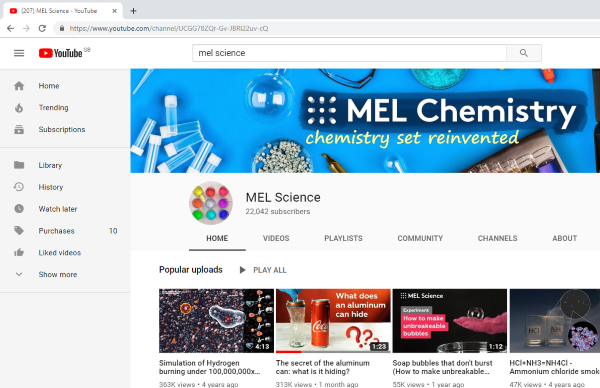 (207) MEL Science - YouTube
https://www.youtube.com/channel/UCGG78ZQr-Gv-JBRI22uv-cQ
YouTube GB
mel science
Home
Trending
Subscriptions
Library
History
Watch later
Purchases 10
Liked videos
Show more
MEL Chemistry
chemistry set reinvented
MEL Science
22,042 subscribers
HOME VIDEOS PLAYLISTS COMMUNITY CHANNELS ABOUT
Popular uploads PLAY ALL
4:13
What does
an aluminum
can hide
???
Coca-Cola
1:23
MEL Science
Experiment
How to make
unbreakeable
bubbles
1:12
HCl NH3
Simulation of Hydrogen
burning under 100,000,000x...
363K views • 4 years ago
The secret of the aluminum
can: what is it hiding?
313K views • 1 month ago
Soap bubbles that don't burst
(How to make unbreakable...
55K views • 1 year ago
HCl+NH3=NH4Cl -
Ammonium chloride smoke
47K views • 4 years ago